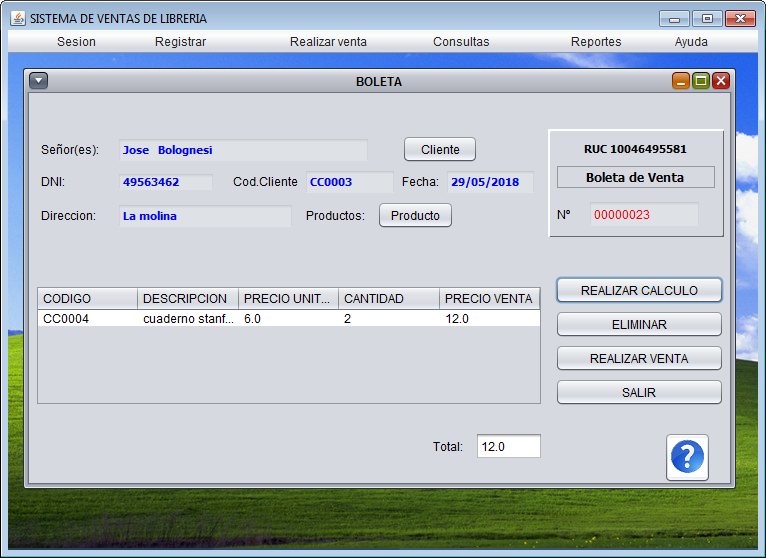 SISTEMA DE VENTAS DE LIBRERIA
Sesion Registrar Realizar venta Consultas Reportes Ayuda
BOLETA
Señor(es): Jose Bolognesi Cliente
RUC 10046495581
DNI: 49563462 Cod.Cliente CC0003 Fecha: 29/05/2018
Boleta de Venta
Direccion: La molina Productos: Producto
Nº 00000023
REALIZAR CALCULO
CODIGO DESCRIPCION PRECIO UNIT... CANTIDAD PRECIO VENTA
CC0004 cuaderno stanf... 6.0 2 12.0
ELIMINAR
REALIZAR VENTA
SALIR
Total: 12.0
?